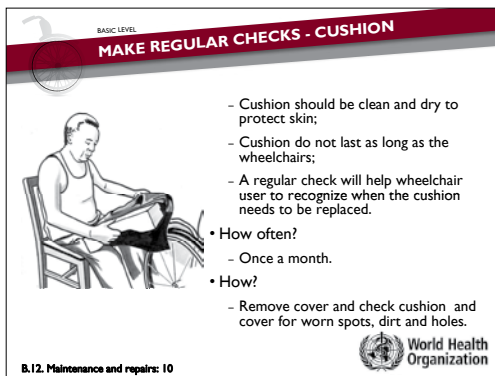 BASIC LEVEL
MAKE REGULAR CHECKS - CUSHION
– Cushion should be clean and dry to
protect skin;
– Cushion do not last as long as the
wheelchairs;
– A regular check will help wheelchair
user to recognize when the cushion
needs to be replaced.
• How often?
– Once a month.
• How?
– Remove cover and check cushion and
cover for worn spots, dirt and holes.
World Health
Organization
B.12. Maintenance and repairs: 10